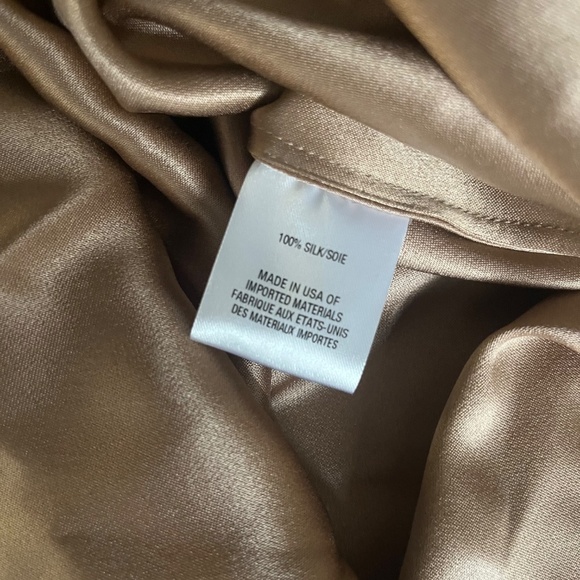 100% SILK/SOIE
MADE IN USA OF
IMPORTED MATERIALS
FABRIQUE AUX ETATS-UNIS
DES MATERIAUX IMPORTES